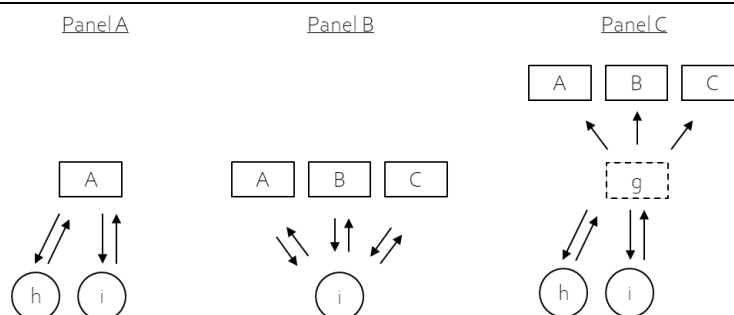 Panel A
Panel B
Panel C
A B C
A
A B C
g
h i
i
h i